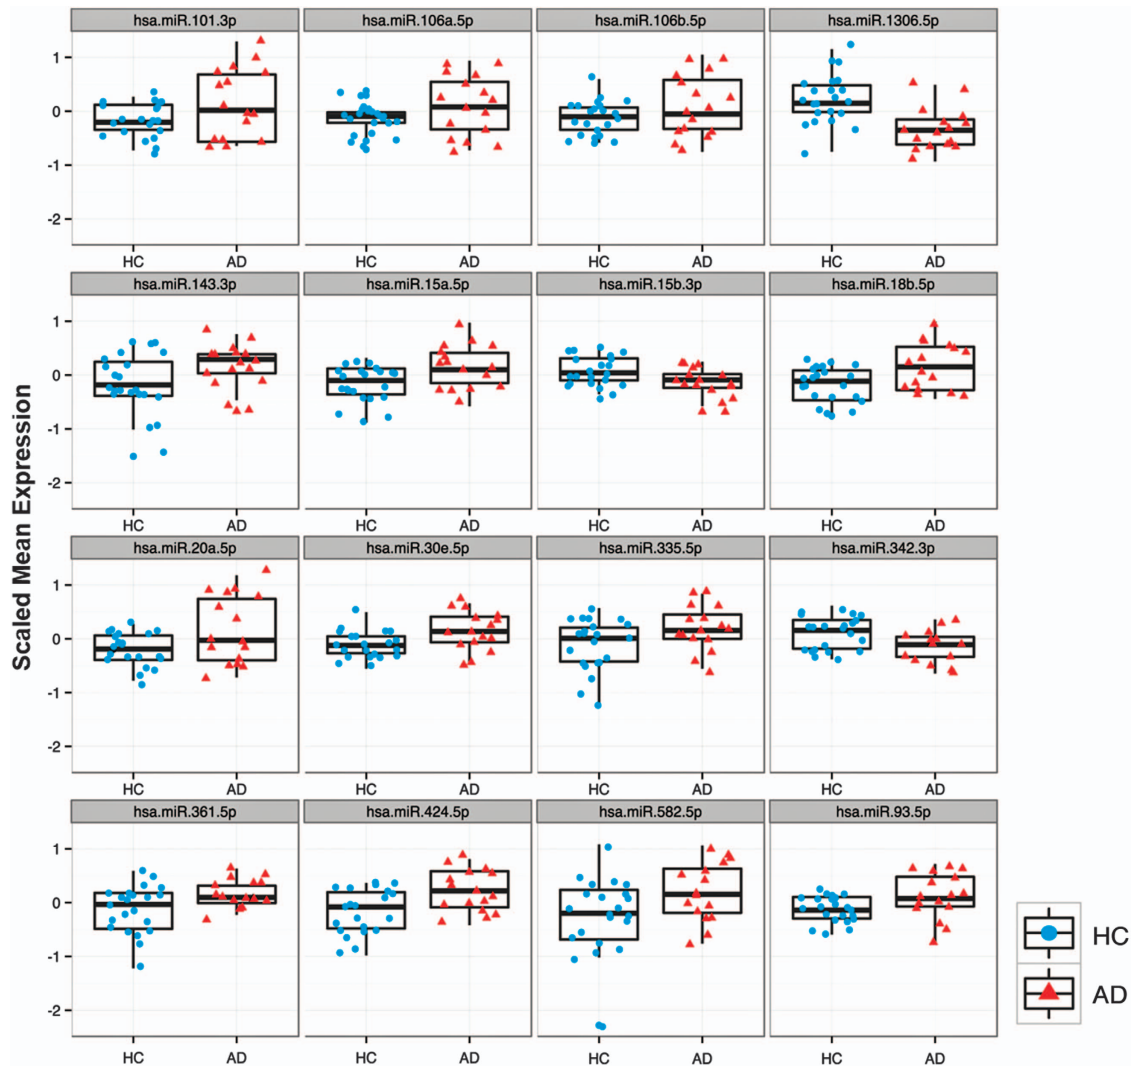 hsa.miR.101.3p hsa.miR.106a.5p hsa.miR.106b.5p hsa.miR.1306.5p
1
0
-1
-2
HC AD HC AD HC AD HC AD
hsa.miR.143.3p hsa.miR.15a.5p hsa.miR.15b.3p hsa.miR.18b.5p
1
0
-1
-2
HC AD HC AD HC AD HC AD
Scaled Mean Expression
hsa.miR.20a.5p hsa.miR.30e.5p hsa.miR.335.5p hsa.miR.342.3p
1
0
-1
-2
HC AD HC AD HC AD HC AD
hsa.miR.361.5p hsa.miR.424.5p hsa.miR.582.5p hsa.miR.93.5p
1
0
-1
-2
HC AD HC AD HC AD HC AD
HC
AD